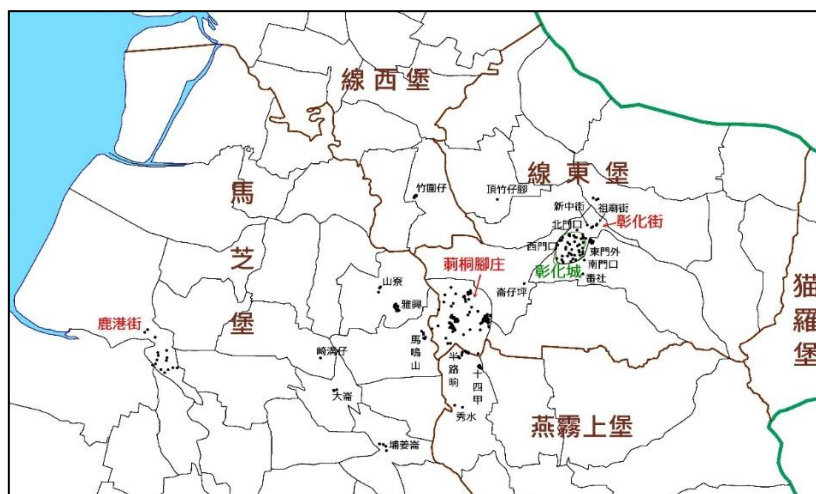 線西堡
線東堡
馬芝堡
貓羅堡
燕霧上堡
竹圍仔
頂竹仔腳
新中街
祖廟街
北門口
彰化街
西門口
東門外
彰化城
南門口
番社
莿桐腳庄
崙仔坪
山寮
雅興
鹿港街
崎溝仔
馬鳴山
半路响
十四甲
大崙
秀水
埔姜崙